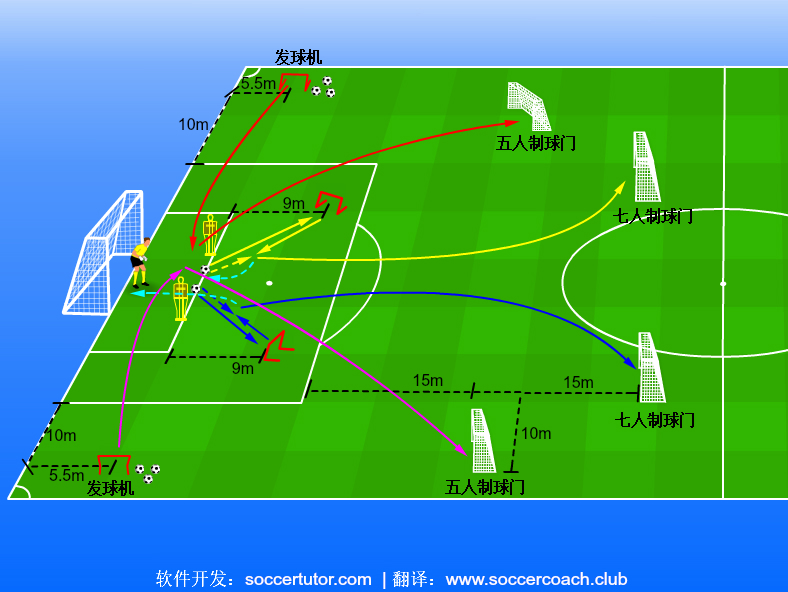 发球机
5.5m
10m
五人制球门
9m
七人制球门
9m
15m
15m
七人制球门
10m
10m
5.5m
发球机
五人制球门
软件开发：soccertutor.com | 翻译：www.soccercoach.club